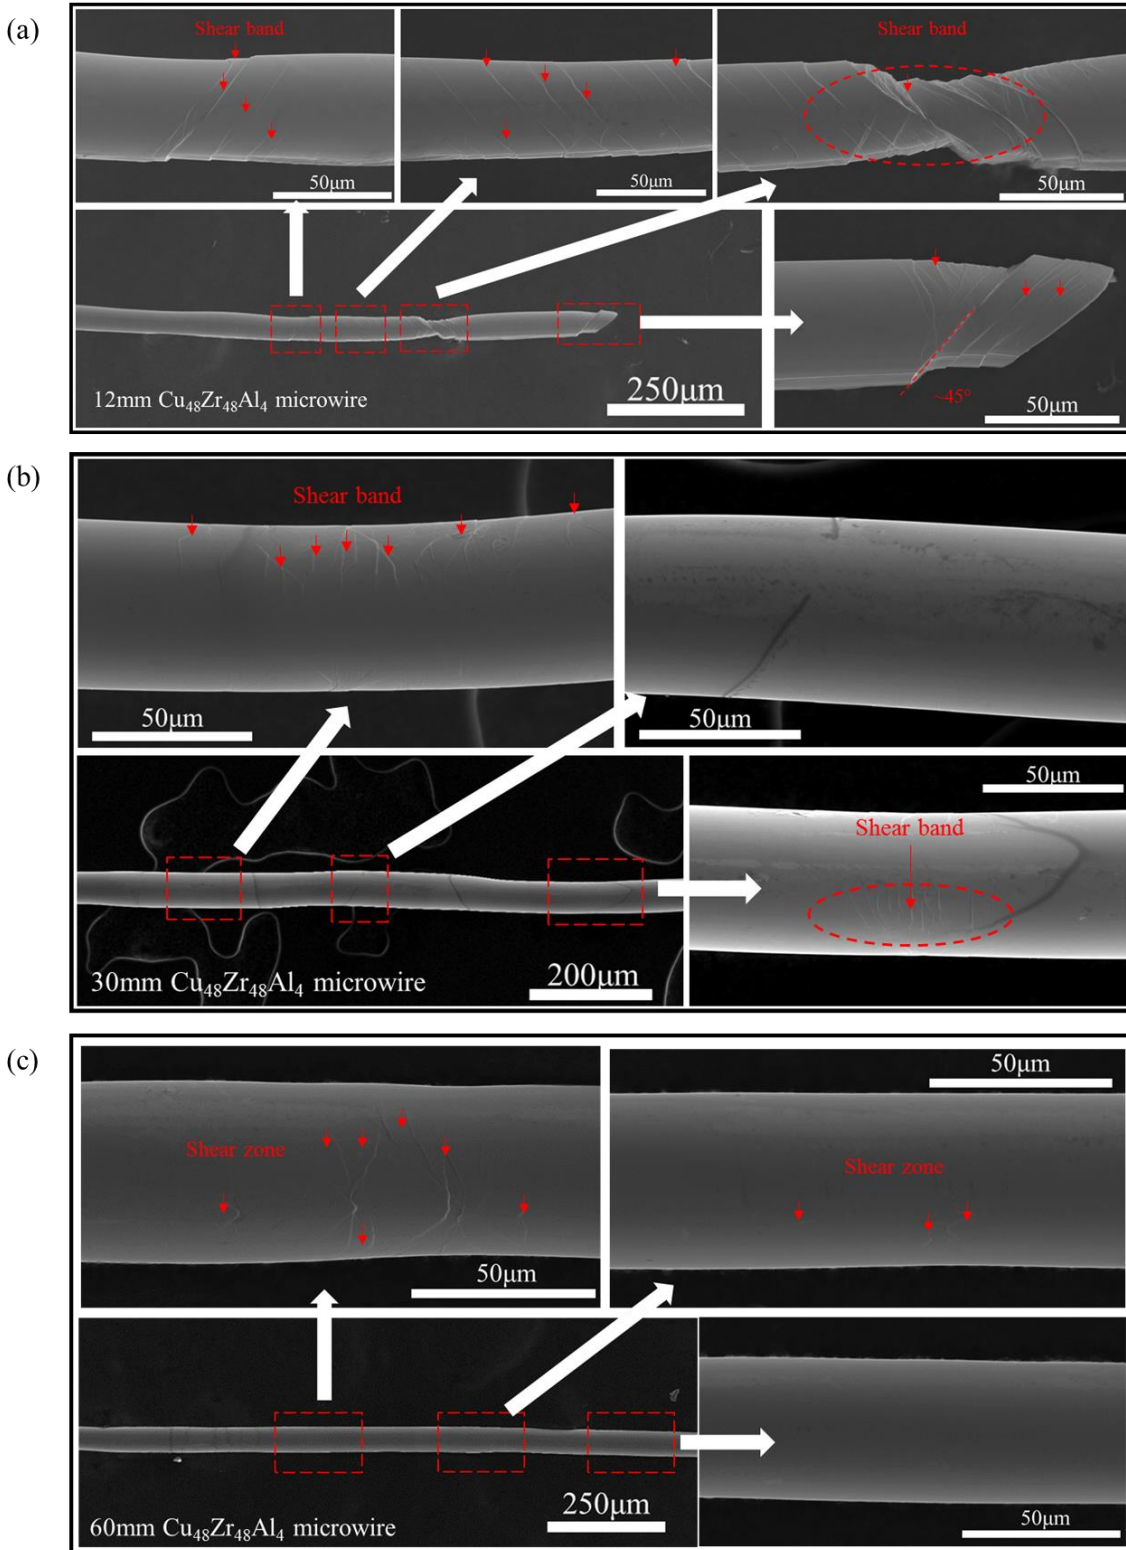 (a)
Shear band
Shear band
50μm
50μm
50μm
12mm Cu₄₈Zr₄₈Al₄ microwire
250μm
~45°
50μm
(b)
Shear band
50μm
50μm
50μm
Shear band
30mm Cu₄₈Zr₄₈Al₄ microwire
200μm
(c)
50μm
Shear zone
Shear zone
50μm
60mm Cu₄₈Zr₄₈Al₄ microwire
250μm
50μm